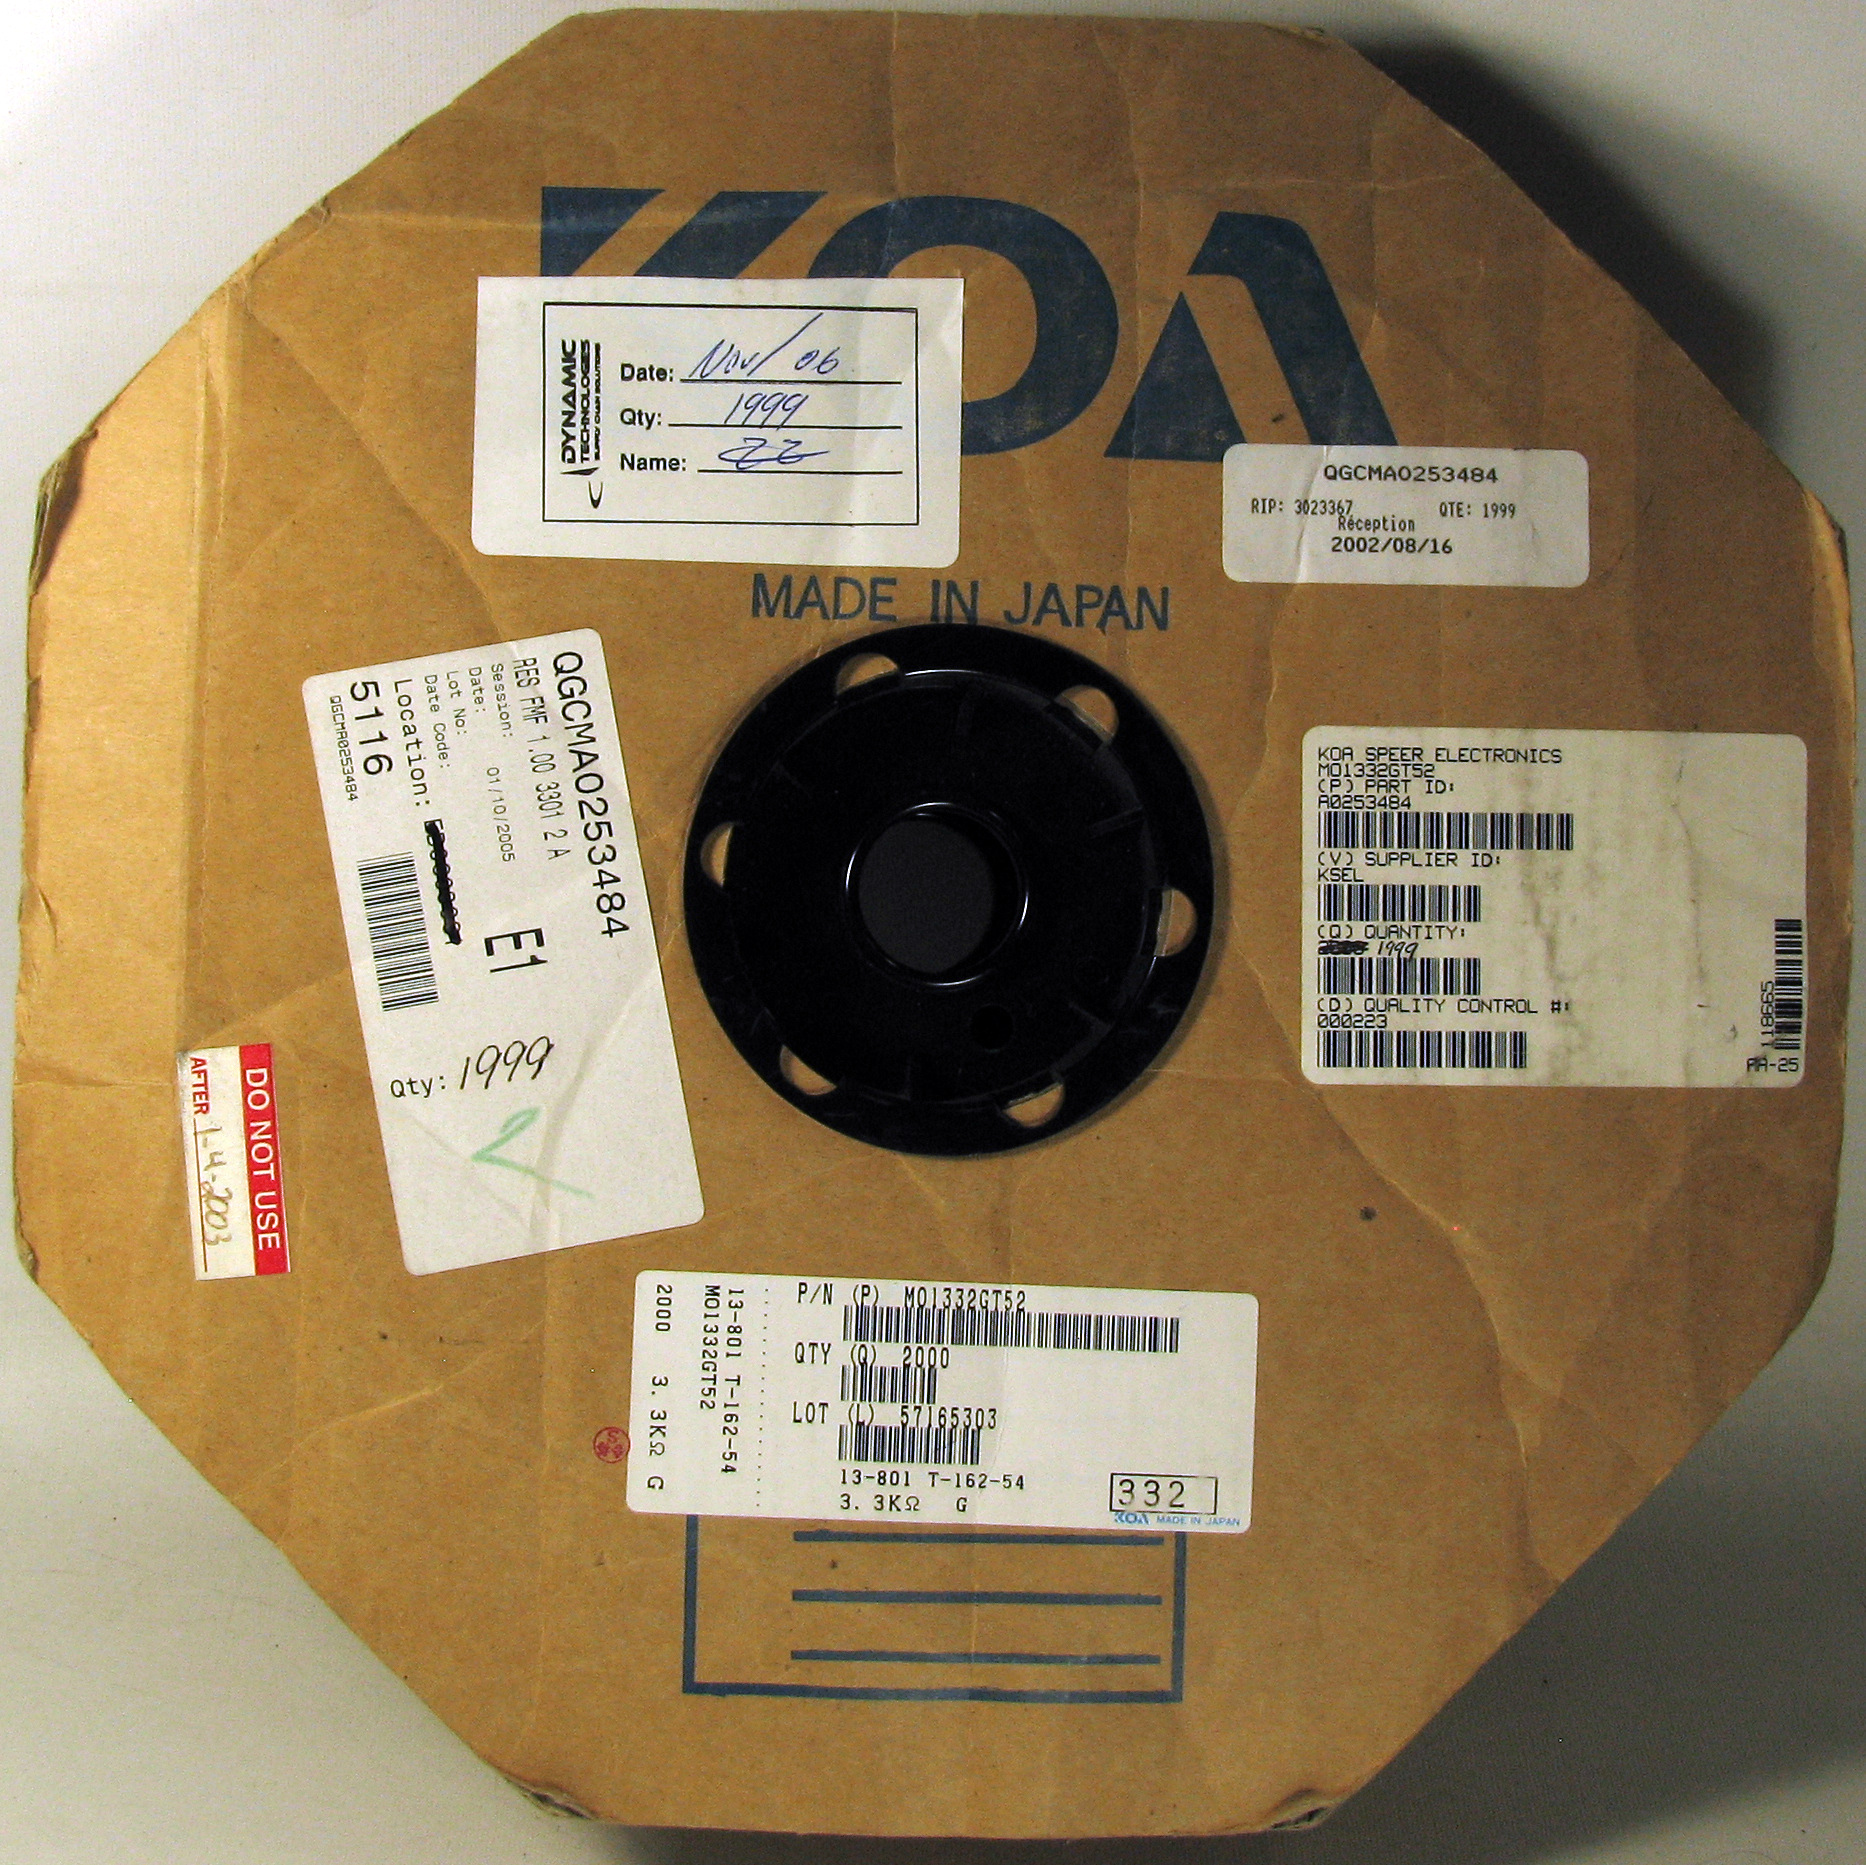 KOA
DYNAMIC
TECHNOLOGIES
SUPPLY CHAIN SOLUTIONS
Date: Nov/06
Qty: 1999
Name:
QGCMA0253484
RIP: 3023367 QTE: 1999
Réception
2002/08/16
MADE IN JAPAN
QGCMA0253484
RES FMF 1.00 3301 2 A
Session: 01/10/2005
Date:
Lot No:
Date Code:
E1
Location:
5116
QGCMA0253484
Qty: 1999
KOA SPEER ELECTRONICS
MO1332GT52
(P) PART ID:
A0253484
(V) SUPPLIER ID:
KSEL
(Q) QUANTITY:
1999
(D) QUALITY CONTROL #:
000223
118665
AA-25
DO NOT USE
AFTER 1-4-2003
13-801 T-162-54
MO1332GT52
2000 3.3KΩ G
P/N (P) MO1332GT52
QTY (Q) 2000
LOT (L) 57165303
13-801 T-162-54
3.3KΩ G
332
KOA MADE IN JAPAN